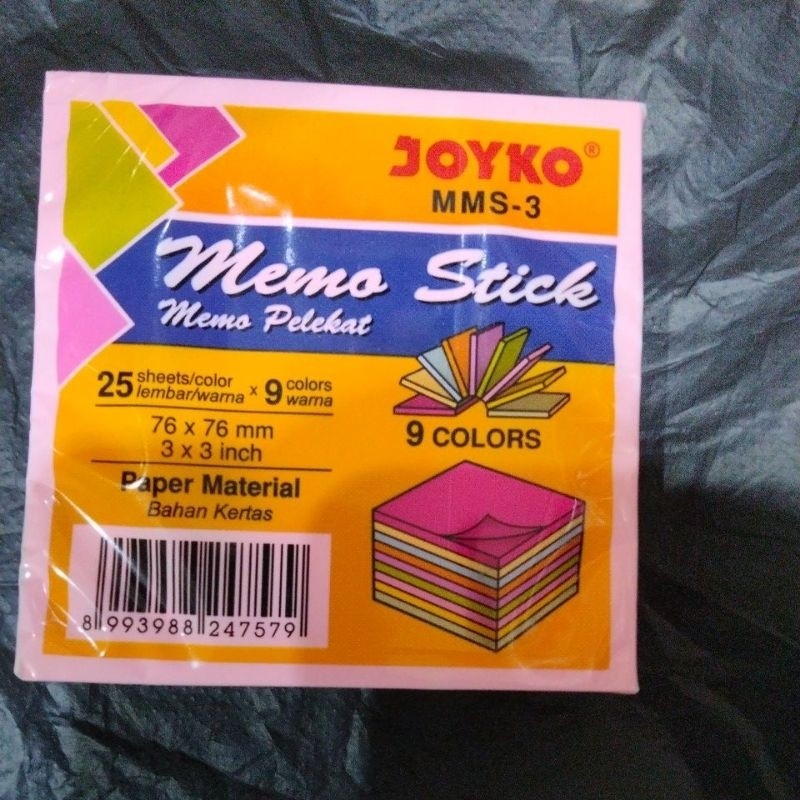 JOYKO®
MMS-3
Memo Stick
Memo Pelekat
25 sheets/color x 9 colors
lembar/warna warna
76 x 76 mm
3 x 3 inch
Paper Material
Bahan Kertas
9 COLORS
8 993988 247579